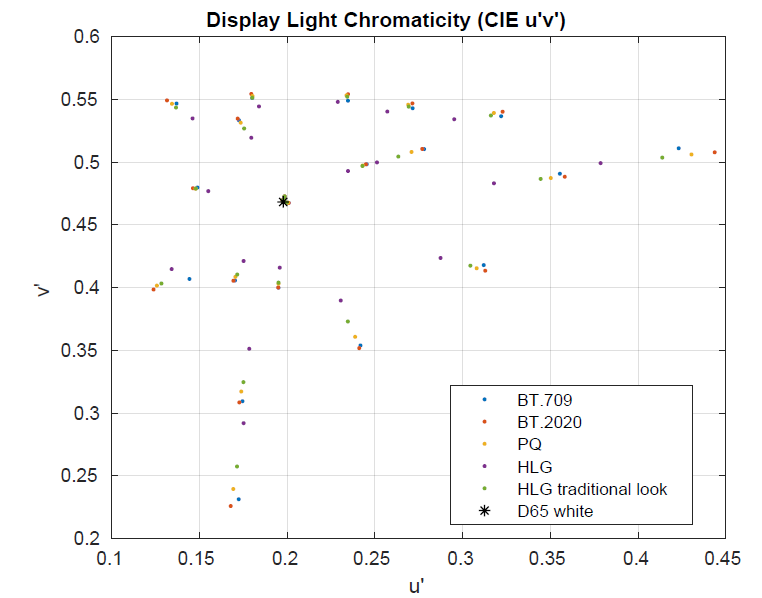 Display Light Chromaticity (CIE u'v')
0.6
0.55
0.5
0.45
0.4
0.35
0.3
0.25
0.2
v'
BT.709
BT.2020
PQ
HLG
HLG traditional look
D65 white
0.1 0.15 0.2 0.25 0.3 0.35 0.4 0.45
u'